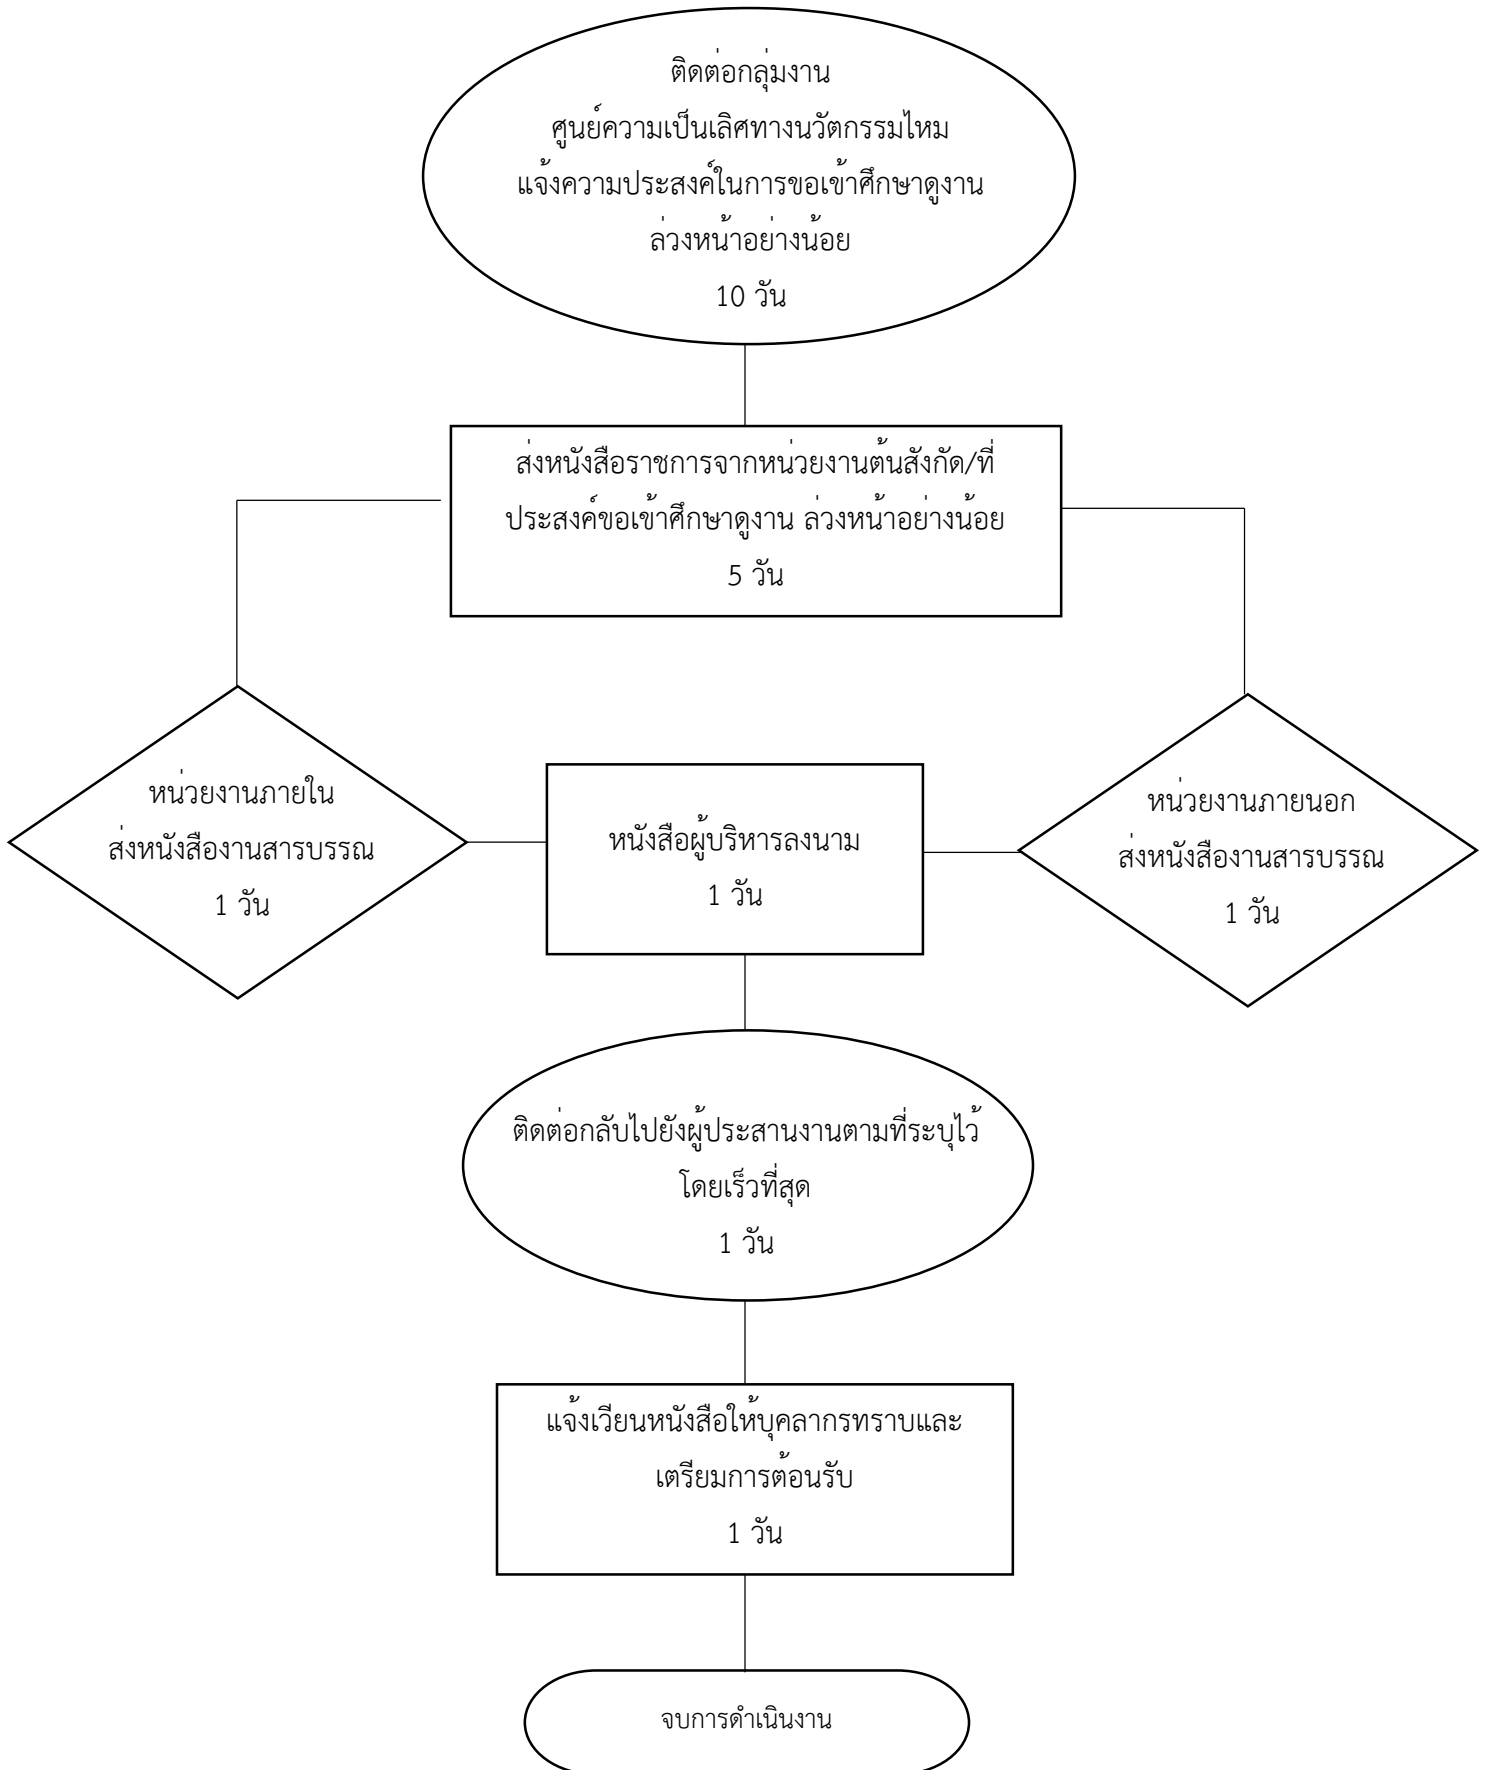 ติดต่อกลุ่มงาน
ศูนย์ความเป็นเลิศทางนวัตกรรมไหม
แจ้งความประสงค์ในการขอเข้าศึกษาดูงาน
ล่วงหน้าอย่างน้อย
10 วัน
ส่งหนังสือราชการจากหน่วยงานต้นสังกัด/ที่
ประสงค์ขอเข้าศึกษาดูงาน ล่วงหน้าอย่างน้อย
5 วัน
หน่วยงานภายใน
ส่งหนังสืองานสารบรรณ
1 วัน
หนังสือผู้บริหารลงนาม
1 วัน
หน่วยงานภายนอก
ส่งหนังสืองานสารบรรณ
1 วัน
ติดต่อกลับไปยังผู้ประสานงานตามที่ระบุไว้
โดยเร็วที่สุด
1 วัน
แจ้งเวียนหนังสือให้บุคลากรทราบและ
เตรียมการต้อนรับ
1 วัน
จบการดำเนินงาน